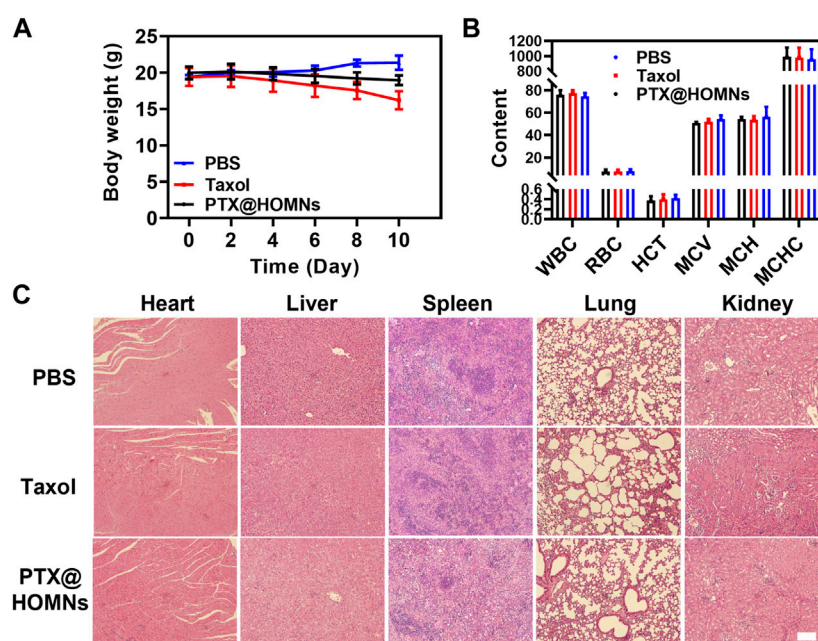 A
Body weight (g)
25
20
15
10
5
0
PBS
Taxol
PTX@HOMNs
0 2 4 6 8 10
Time (Day)
B
Content
1200
1000
800
80
60
40
20
0.6
0.4
0.2
0.0
PBS
Taxol
PTX@HOMNs
WBC
RBC
HCT
MCV
MCH
MCHC
C
Heart Liver Spleen Lung Kidney
PBS
Taxol
PTX@
HOMNs